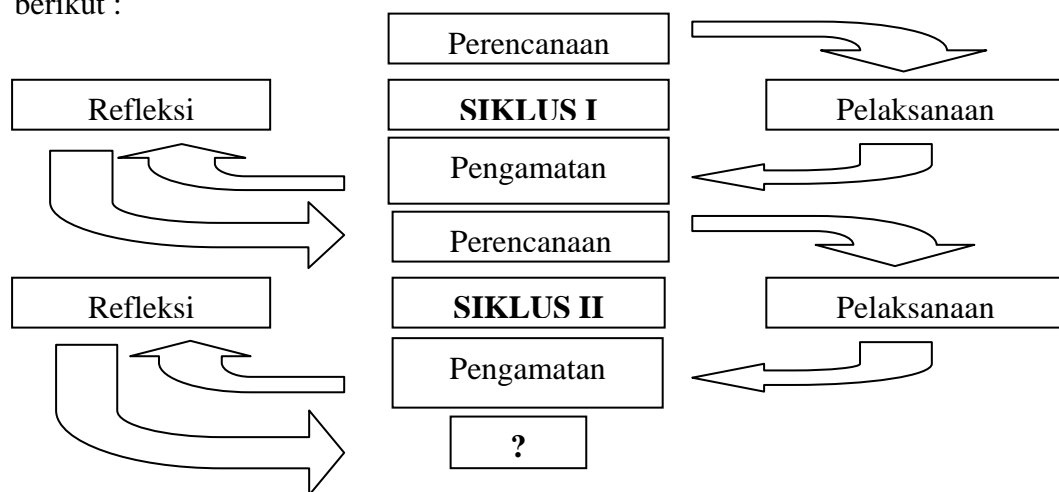 berikut :
Perencanaan
Refleksi
SIKLUS I
Pelaksanaan
Pengamatan
Perencanaan
Refleksi
SIKLUS II
Pelaksanaan
Pengamatan
?